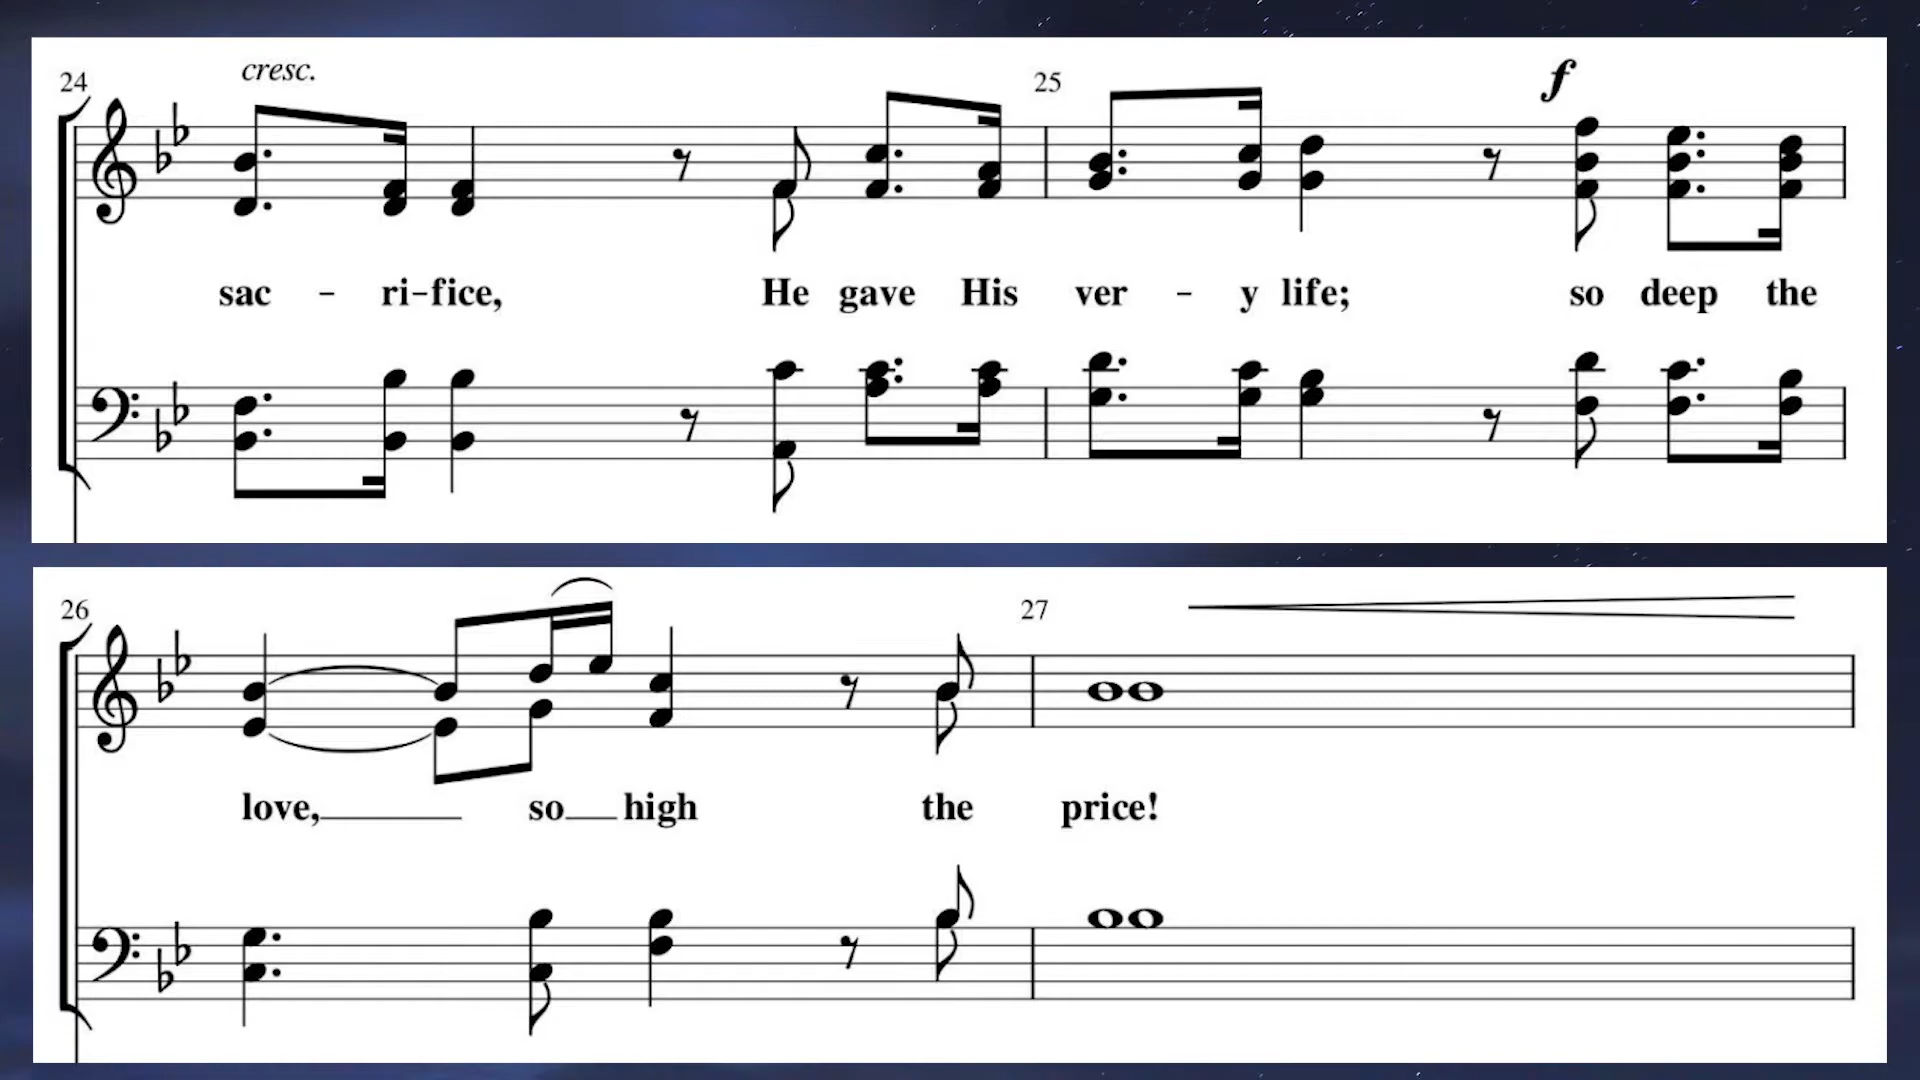 24 cresc. 25 f
sac - ri-fice, He gave His ver - y life; so deep the
26 27
love, so high the price!